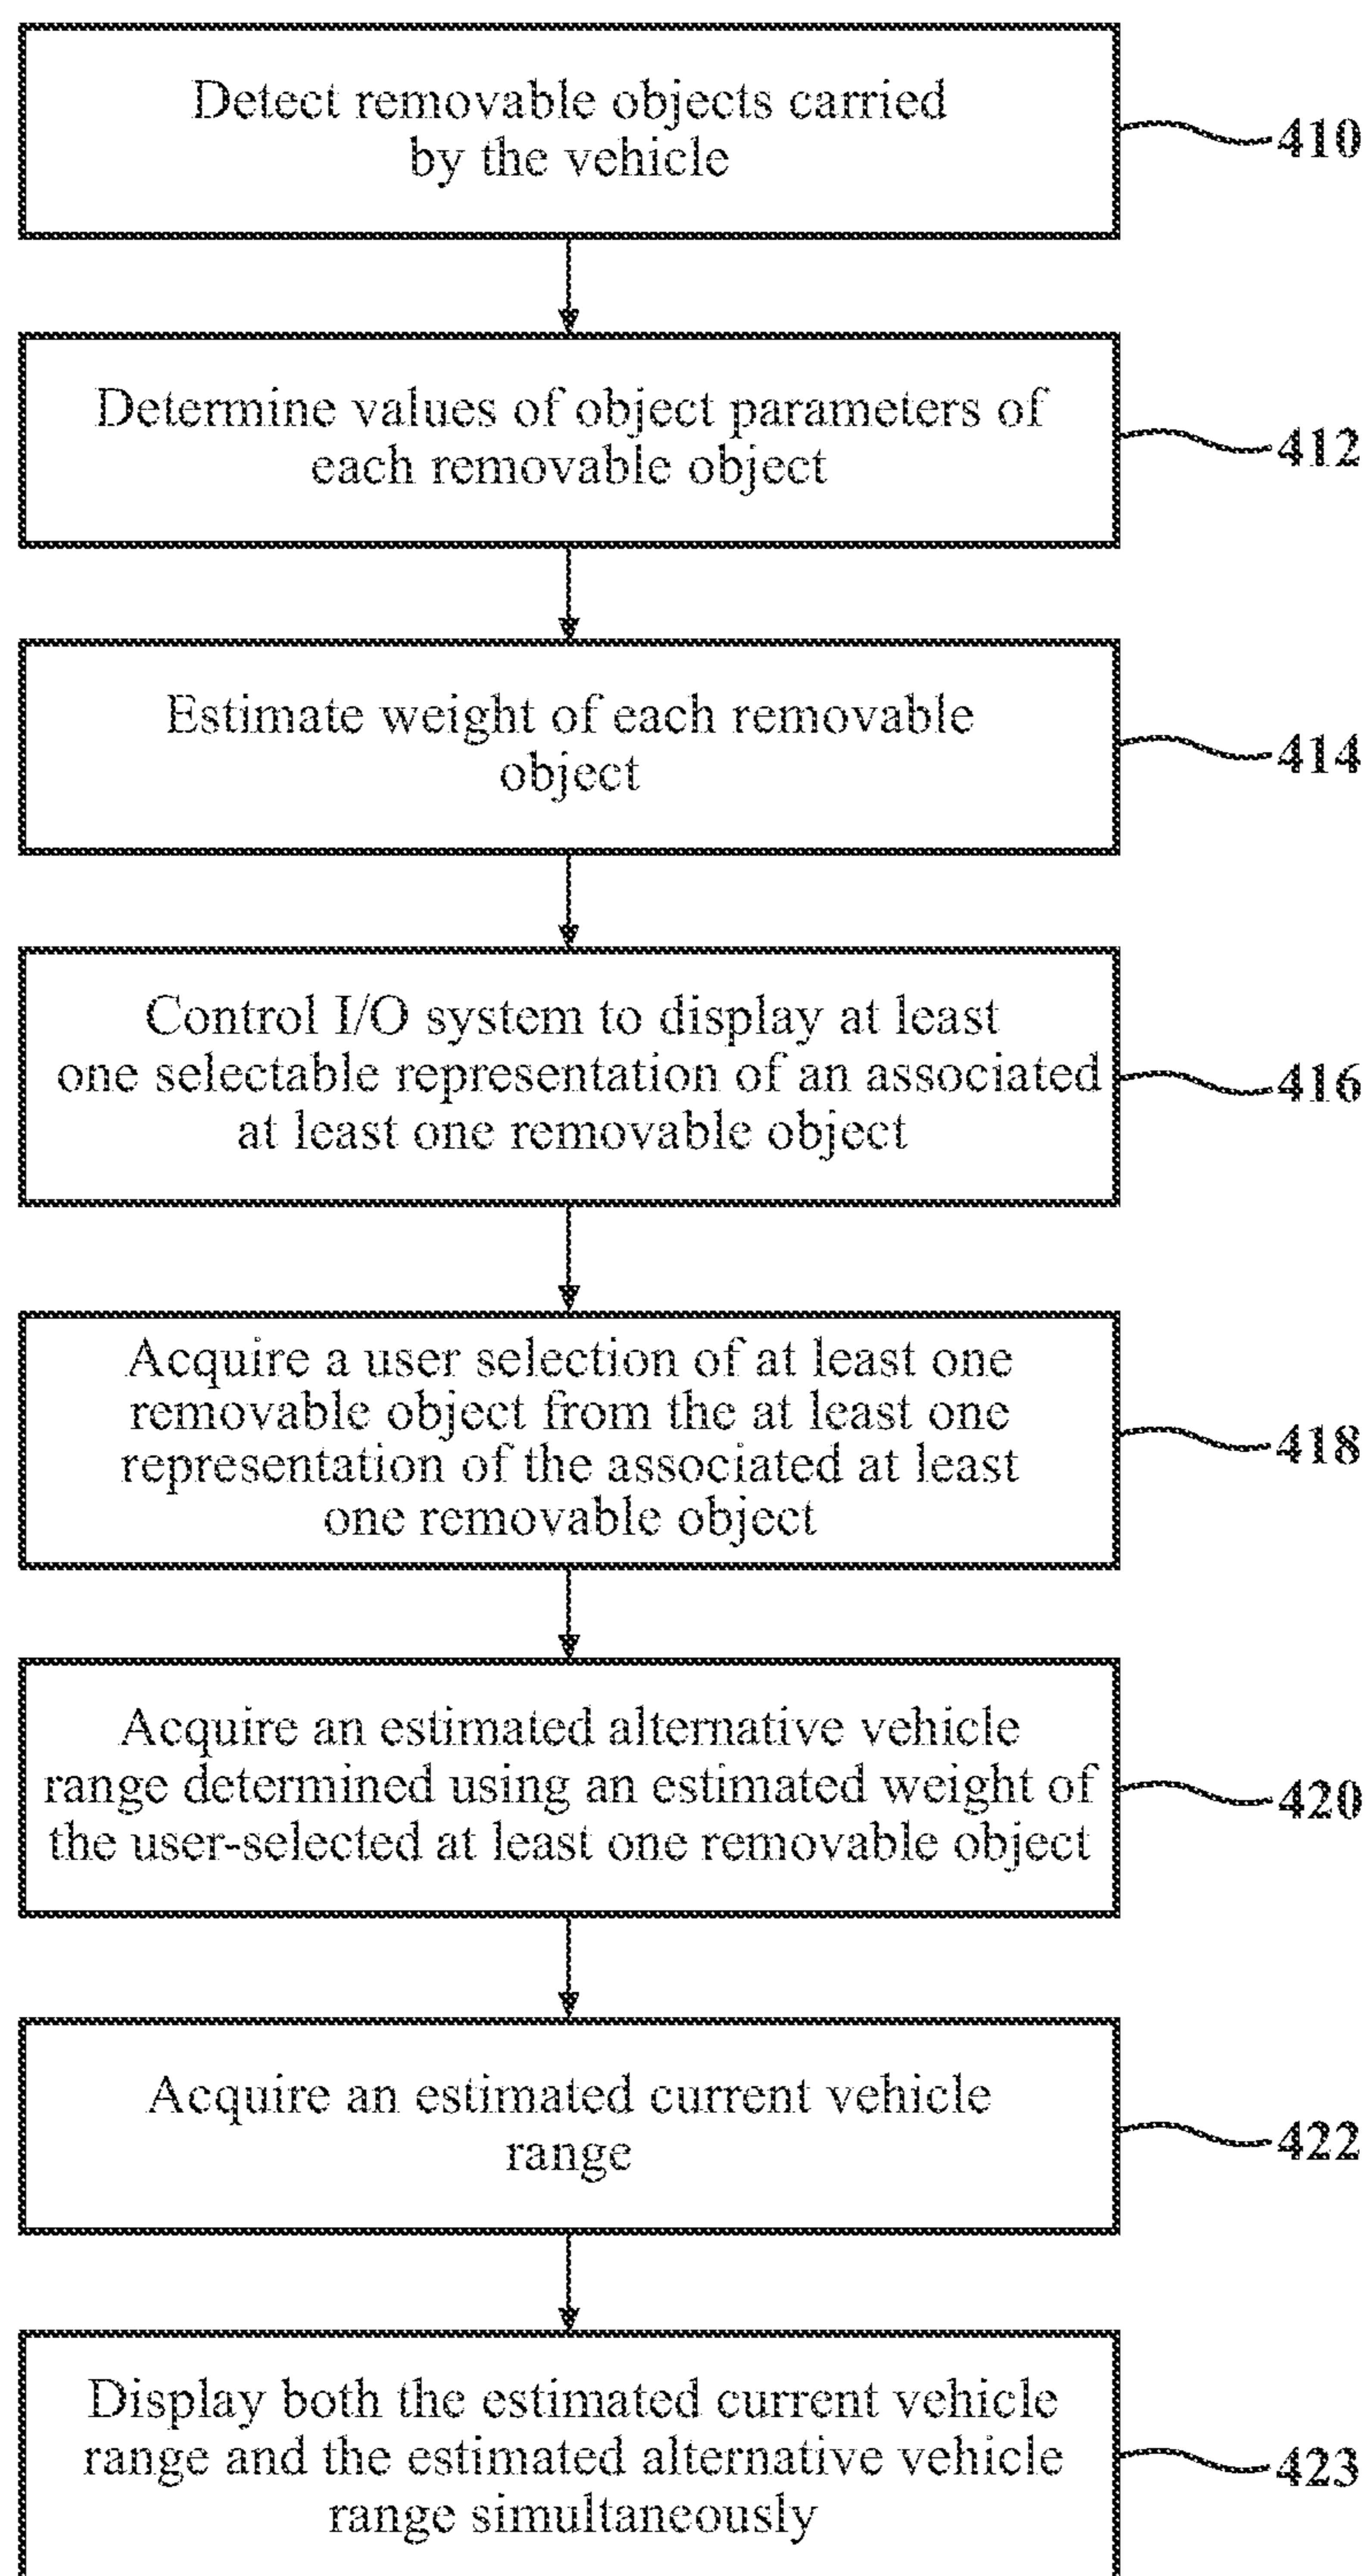 Detect removable objects carried
by the vehicle
410
Determine values of object parameters of
each removable object
412
Estimate weight of each removable
object
414
Control I/O system to display at least
one selectable representation of an associated
at least one removable object
416
Acquire a user selection of at least one
removable object from the at least one
representation of the associated at least
one removable object
418
Acquire an estimated alternative vehicle
range determined using an estimated weight of
the user-selected at least one removable object
420
Acquire an estimated current vehicle
range
422
Display both the estimated current vehicle
range and the estimated alternative vehicle
range simultaneously
423